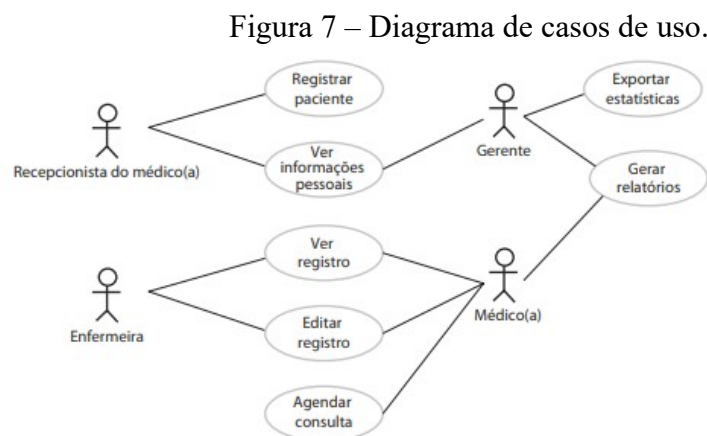 Figura 7 – Diagrama de casos de uso.
Registrar
paciente
Exportar
estatísticas
Ver
informações
pessoais
Recepcionista do médico(a)
Gerente
Gerar
relatórios
Ver
registro
Enfermeira
Editar
registro
Médico(a)
Agendar
consulta